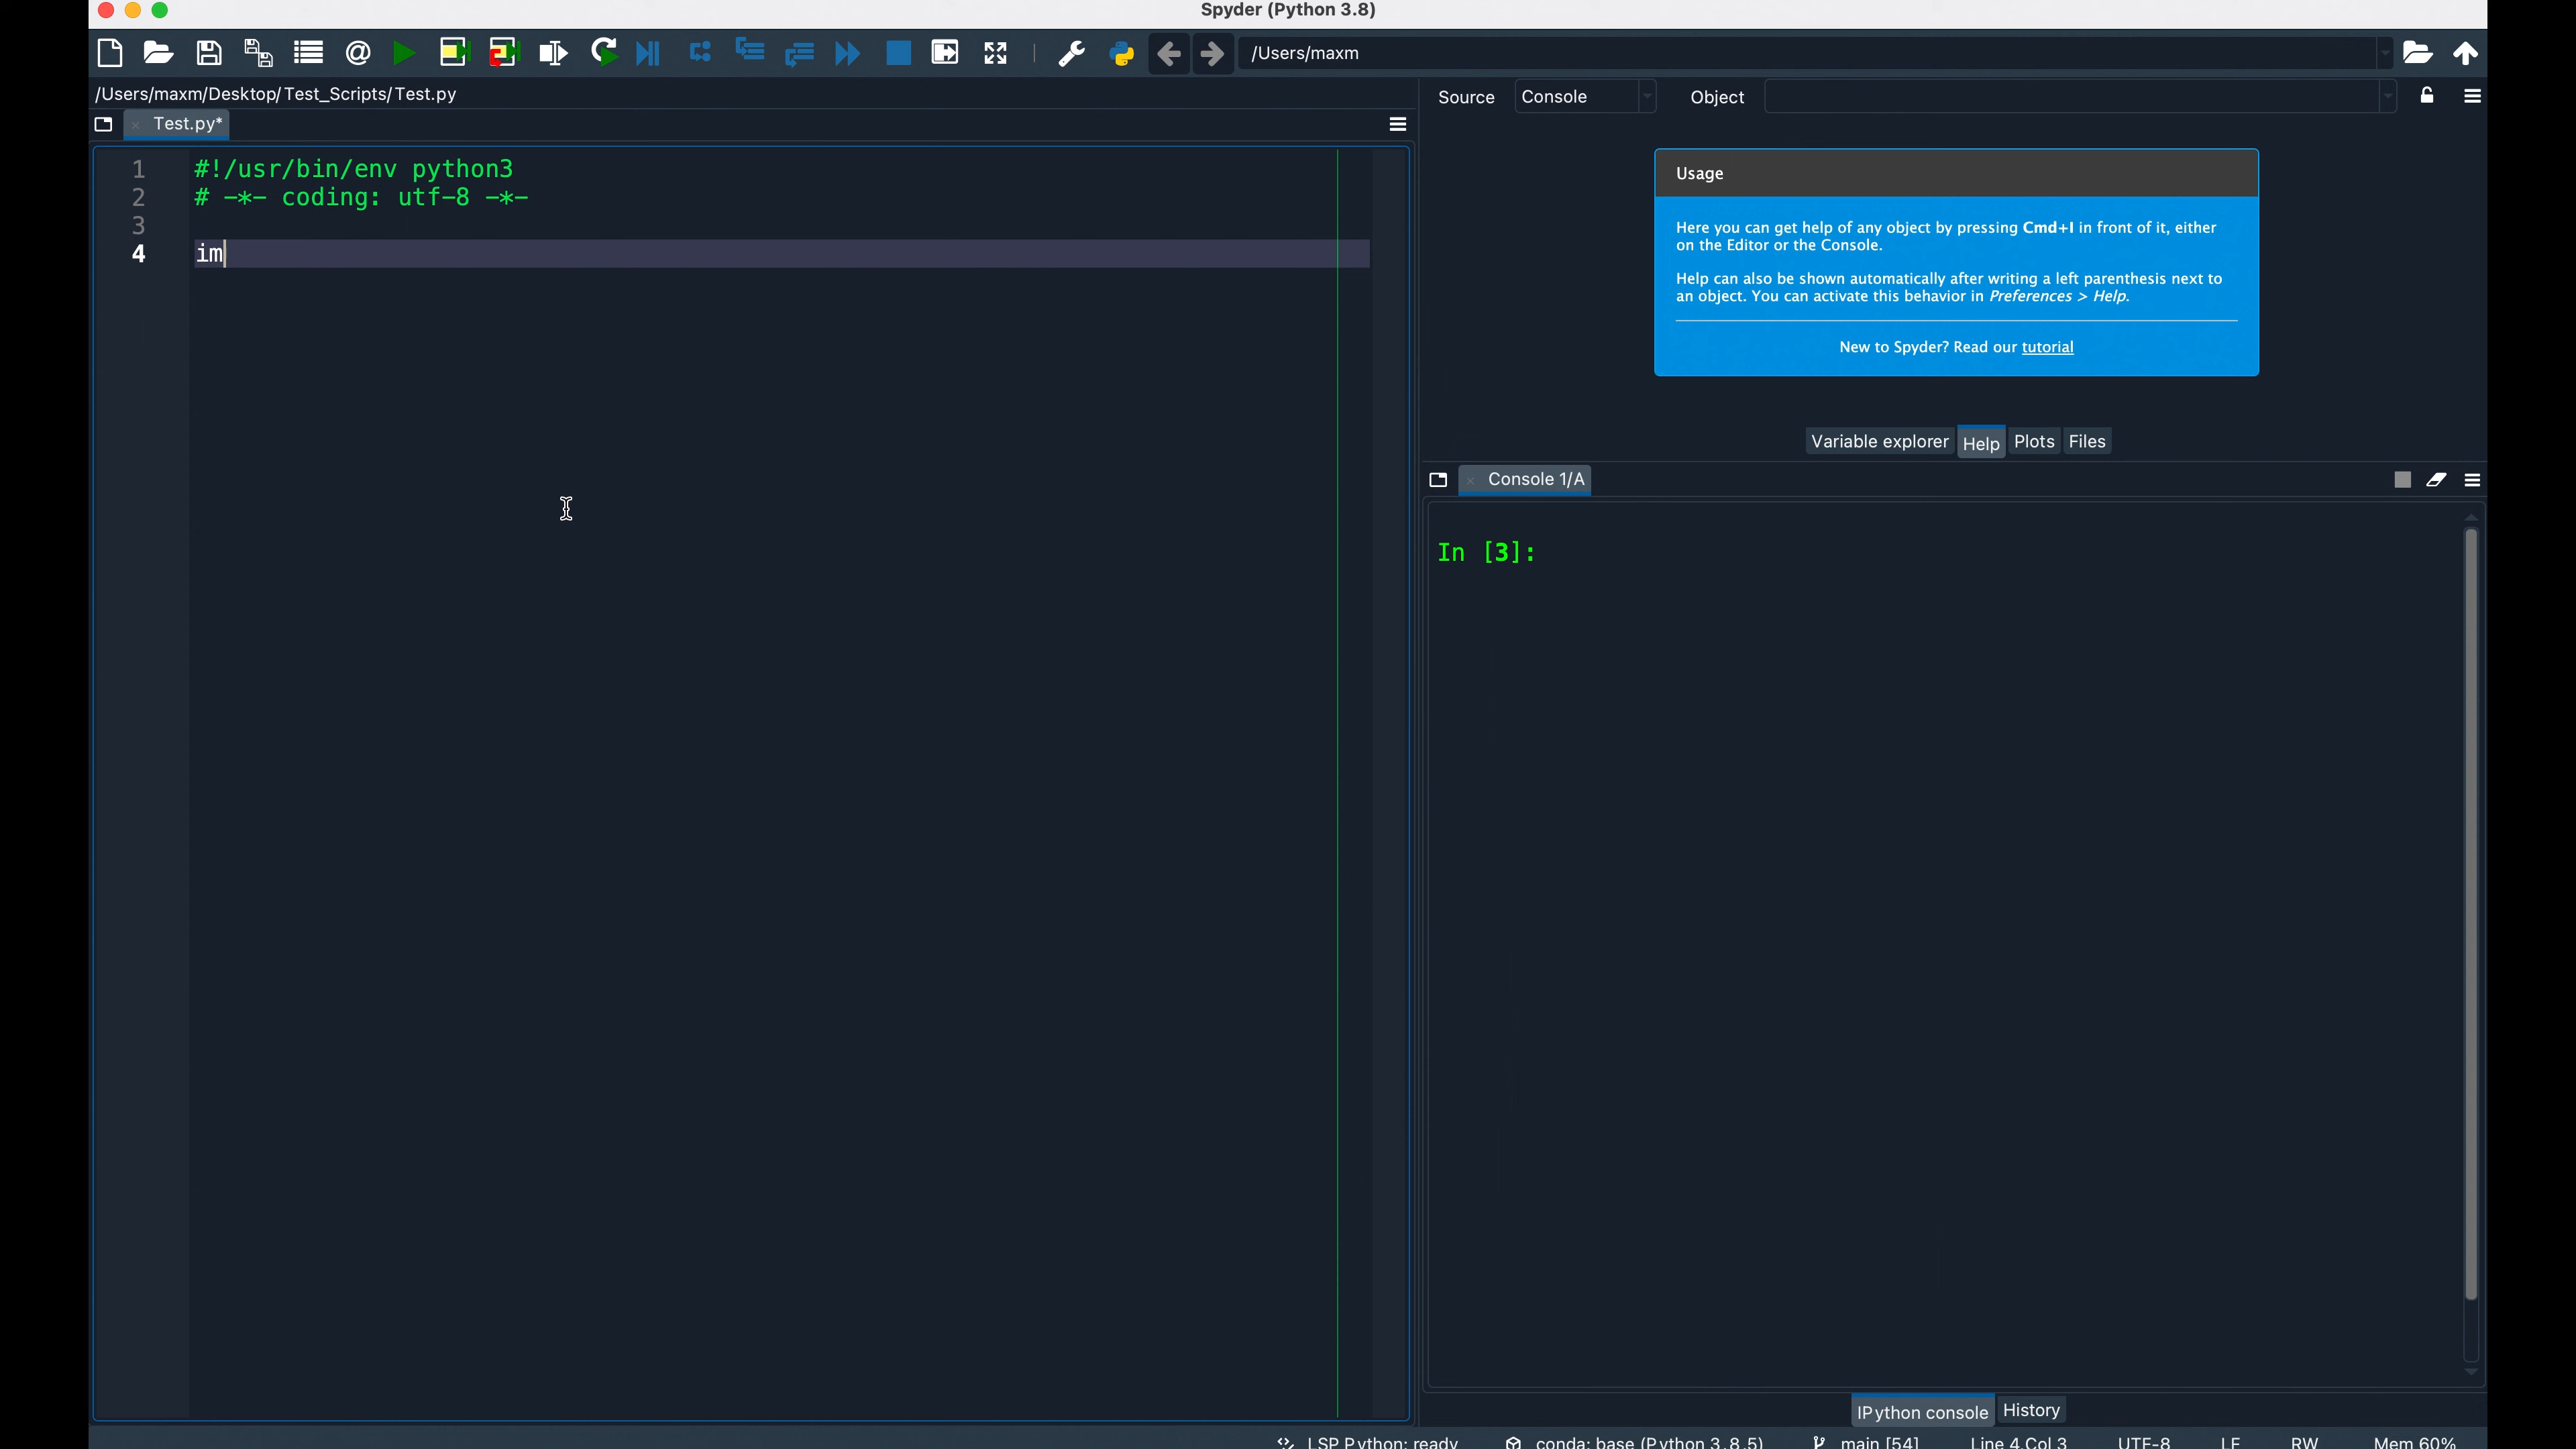 Spyder (Python 3.8)
/Users/maxm
/Users/maxm/Desktop/Test_Scripts/Test.py
Test.py*
1 #!/usr/bin/env python3
2 # -*- coding: utf-8 -*-
3
4 im
Source Console Object
Usage
Here you can get help of any object by pressing Cmd+I in front of it, either
on the Editor or the Console.
Help can also be shown automatically after writing a left parenthesis next to
an object. You can activate this behavior in Preferences > Help.
New to Spyder? Read our tutorial
Variable explorer Help Plots Files
Console 1/A
In [3]:
IPython console History
LSP Python: ready conda: base (Python 3.8.5) main [54] Line 4,Col 3 UTF-8 LF RW Mem 60%